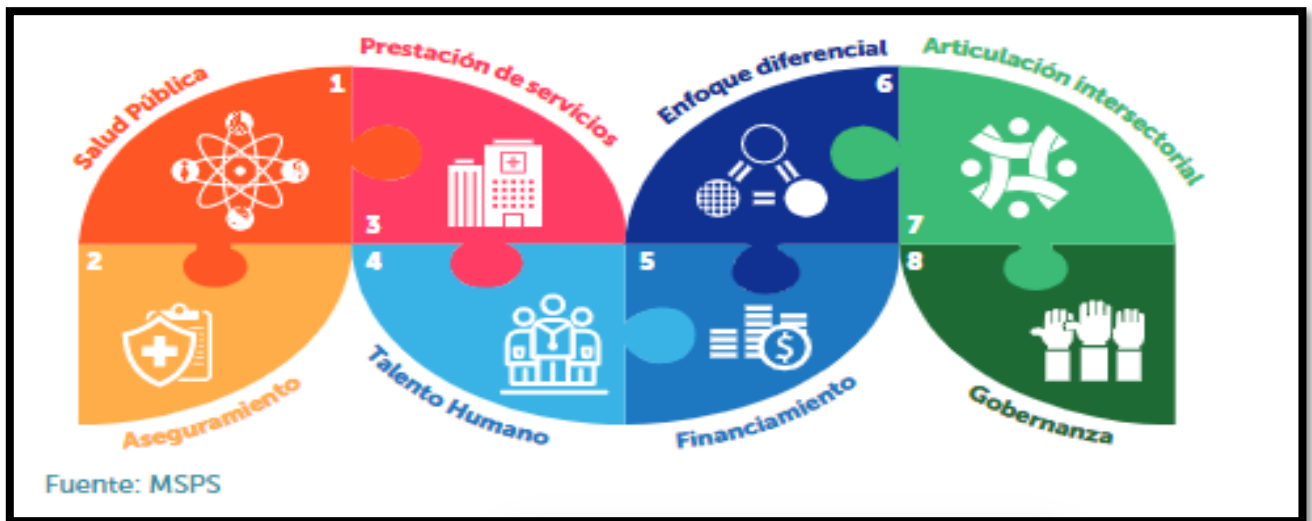 Salud Pública
1
Prestación de servicios
3
Enfoque diferencial
6
Articulación intersectorial
7
2
Aseguramiento
4
Talento Humano
5
$
Financiamiento
8
Gobernanza
Fuente: MSPS